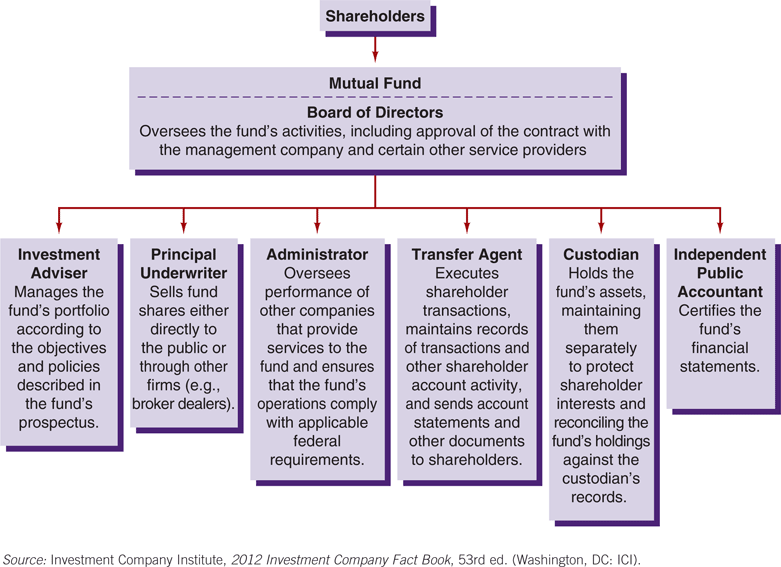 Shareholders
Mutual Fund
Board of Directors
Oversees the fund's activities, including approval of the contract with
the management company and certain other service providers
Investment
Adviser
Manages the
fund's portfolio
according to
the objectives
and policies
described in
the fund's
prospectus.
Principal
Underwriter
Sells fund
shares either
directly to
the public or
through other
firms (e.g.,
broker dealers).
Administrator
Oversees
performance of
other companies
that provide
services to the
fund and ensures
that the fund's
operations comply
with applicable
federal
requirements.
Transfer Agent
Executes
shareholder
transactions,
maintains records
of transactions and
other shareholder
account activity,
and sends account
statements and
other documents
to shareholders.
Custodian
Holds the
fund's assets,
maintaining
them
separately
to protect
shareholder
interests and
reconciling the
fund's holdings
against the
custodian's
records.
Independent
Public
Accountant
Certifies the
fund's
financial
statements.
Source: Investment Company Institute, 2012 Investment Company Fact Book, 53rd ed. (Washington, DC: ICI).